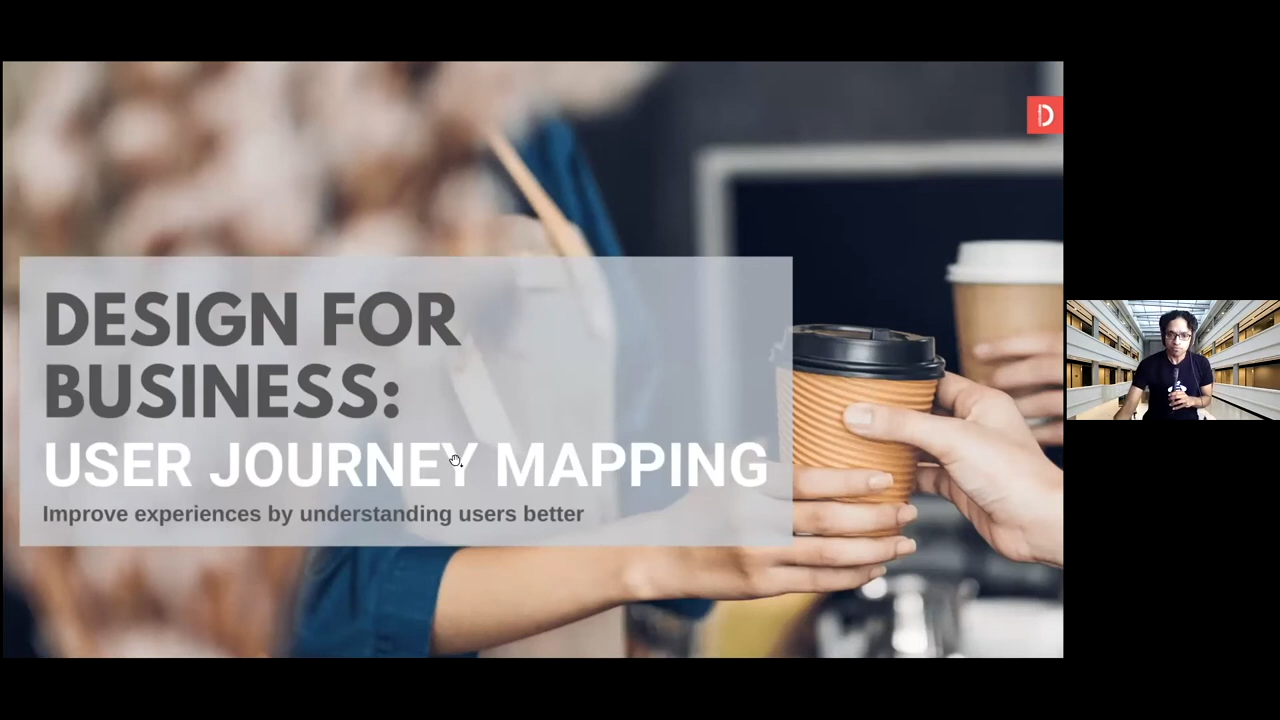 D
DESIGN FOR
BUSINESS:
USER JOURNEY MAPPING
Improve experiences by understanding users better